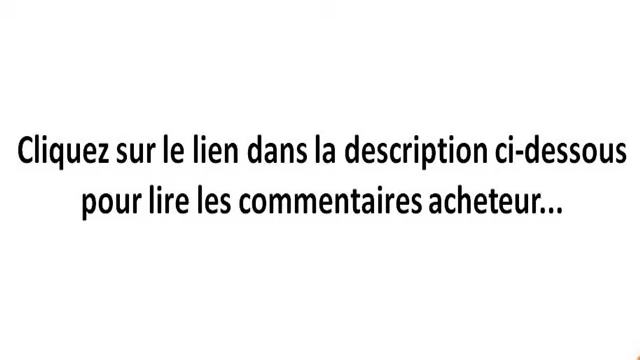 Cliquez sur le lien dans la description ci-dessous
pour lire les commentaires acheteur...